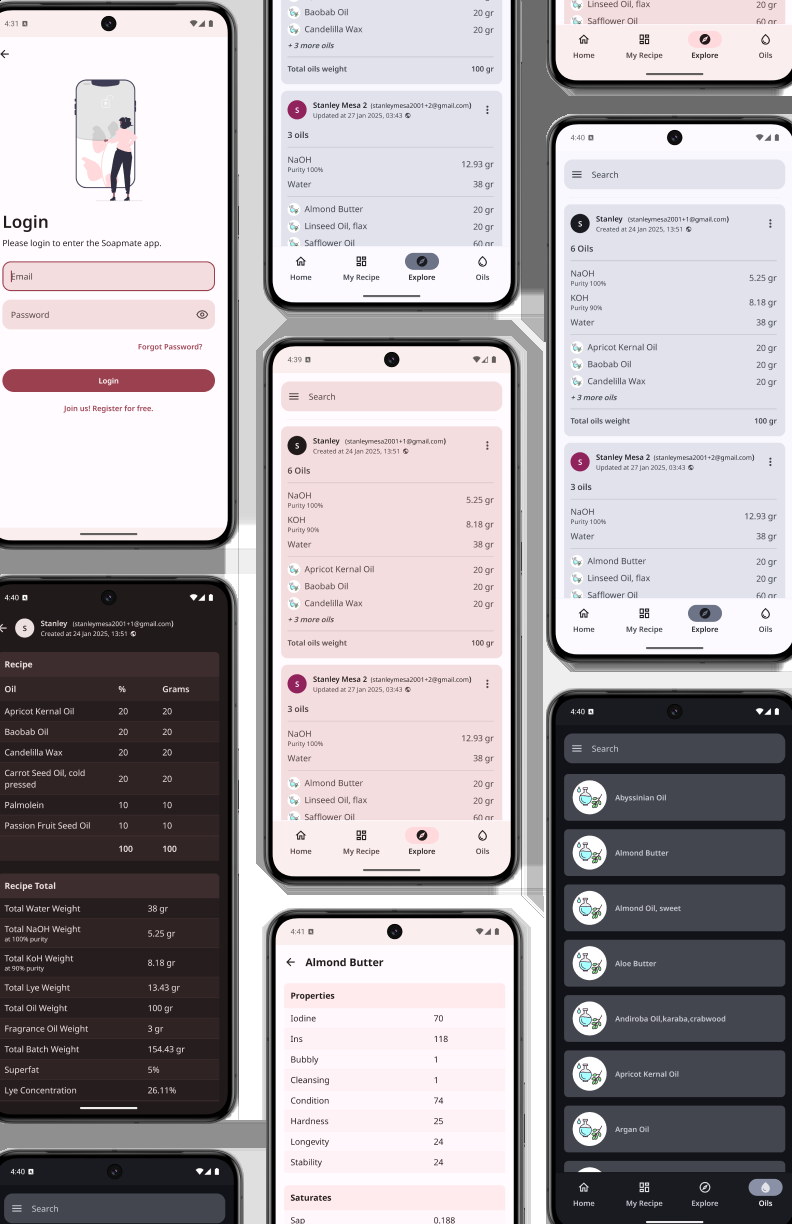 4:31
Login
Please login to enter the Soapmate app.
Email
Password
Forgot Password?
Login
Join us! Register for free.
4:40
Stanley (stanleymesa2001+1@gmail.com)
Created at 24 Jan 2025, 13:51
Recipe
Oil % Grams
Apricot Kernal Oil 20 20
Baobab Oil 20 20
Candelilla Wax 20 20
Carrot Seed Oil, cold
pressed 20 20
Palmolein 10 10
Passion Fruit Seed Oil 10 10
100 100
Recipe Total
Total Water Weight 38 gr
Total NaOH Weight 5.25 gr
at 100% purity
Total KoH Weight 8.18 gr
at 90% purity
Total Lye Weight 13.43 gr
Total Oil Weight 100 gr
Fragrance Oil Weight 3 gr
Total Batch Weight 154.43 gr
Superfat 5%
Lye Concentration 26.11%
4:40
Search
Baobab Oil 20 gr
Candelilla Wax 20 gr
+ 3 more oils
Total oils weight 100 gr
S
Stanley Mesa 2 (stanleymesa2001+2@gmail.com)
Updated at 27 Jan 2025, 03:43
3 oils
NaOH 12.93 gr
Purity 100%
Water 38 gr
Almond Butter 20 gr
Linseed Oil, flax 20 gr
Safflower Oil 60 gr
Home My Recipe Explore Oils
4:39
Search
S
Stanley (stanleymesa2001+1@gmail.com)
Created at 24 Jan 2025, 13:51
6 Oils
NaOH 5.25 gr
Purity 100%
KOH 8.18 gr
Purity 90%
Water 38 gr
Apricot Kernal Oil 20 gr
Baobab Oil 20 gr
Candelilla Wax 20 gr
+ 3 more oils
Total oils weight 100 gr
S
Stanley Mesa 2 (stanleymesa2001+2@gmail.com)
Updated at 27 Jan 2025, 03:43
3 oils
NaOH 12.93 gr
Purity 100%
Water 38 gr
Almond Butter 20 gr
Linseed Oil, flax 20 gr
Safflower Oil 60 gr
Home My Recipe Explore Oils
4:41
Almond Butter
Properties
Iodine 70
Ins 118
Bubbly 1
Cleansing 1
Condition 74
Hardness 25
Longevity 24
Stability 24
Saturates
Sap 0.188
Linseed Oil, flax 20 gr
Safflower Oil 60 gr
Home My Recipe Explore Oils
4:40
Search
S
Stanley (stanleymesa2001+1@gmail.com)
Created at 24 Jan 2025, 13:51
6 Oils
NaOH 5.25 gr
Purity 100%
KOH 8.18 gr
Purity 90%
Water 38 gr
Apricot Kernal Oil 20 gr
Baobab Oil 20 gr
Candelilla Wax 20 gr
+ 3 more oils
Total oils weight 100 gr
S
Stanley Mesa 2 (stanleymesa2001+2@gmail.com)
Updated at 27 Jan 2025, 03:43
3 oils
NaOH 12.93 gr
Purity 100%
Water 38 gr
Almond Butter 20 gr
Linseed Oil, flax 20 gr
Safflower Oil 60 gr
Home My Recipe Explore Oils
4:40
Search
Abyssinian Oil
Almond Butter
Almond Oil, sweet
Aloe Butter
Andiroba Oil,karaba,crabwood
Apricot Kernal Oil
Argan Oil
Home My Recipe Explore Oils